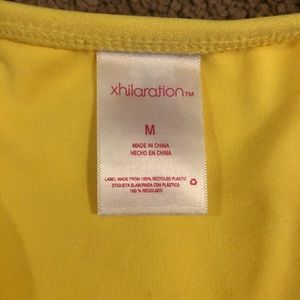 xhilaration™
M
MADE IN CHINA
HECHO EN CHINA
LABEL MADE FROM 100% RECYCLED PLASTIC
ETIQUETA ELABORADA CON PLÁSTICO
100 % RECICLADO